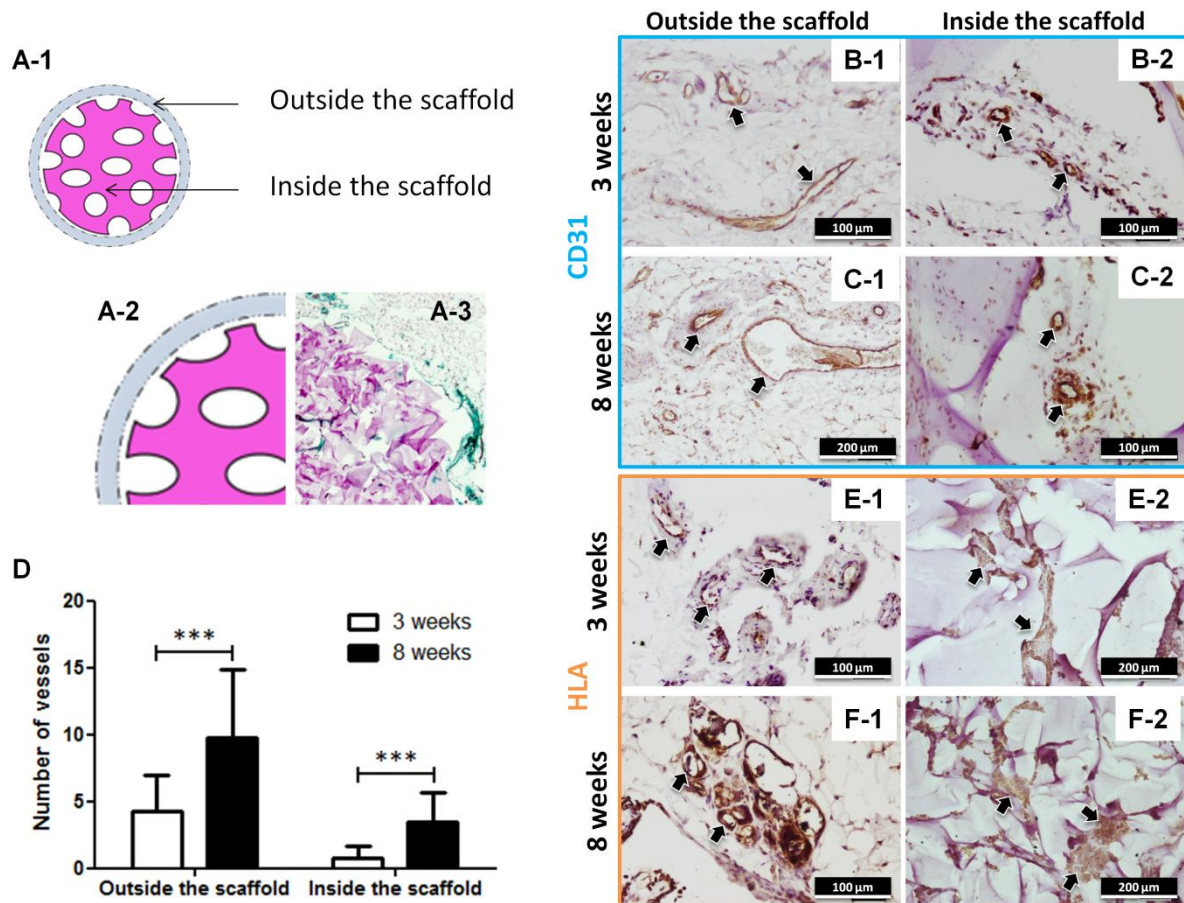 A-1
Outside the scaffold
Inside the scaffold
A-2
A-3
D
20
15
10
5
0
Number of vessels
***
***
3 weeks
8 weeks
Outside the scaffold
Inside the scaffold
Outside the scaffold
Inside the scaffold
CD31
3 weeks
B-1
100 µm
B-2
100 µm
8 weeks
C-1
200 µm
C-2
100 µm
HLA
3 weeks
E-1
100 µm
E-2
200 µm
8 weeks
F-1
100 µm
F-2
200 µm